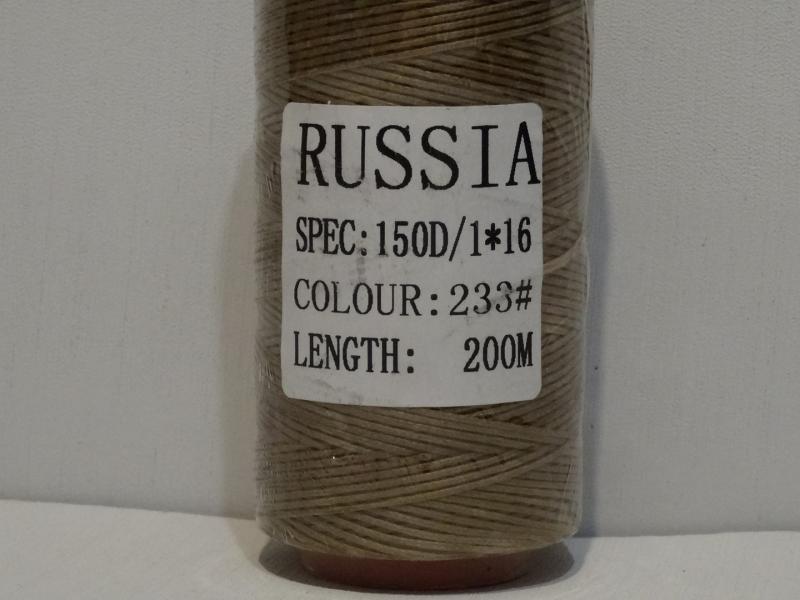 RUSSIA
SPEC:150D/1*16
COLOUR:233#
LENGTH: 200M